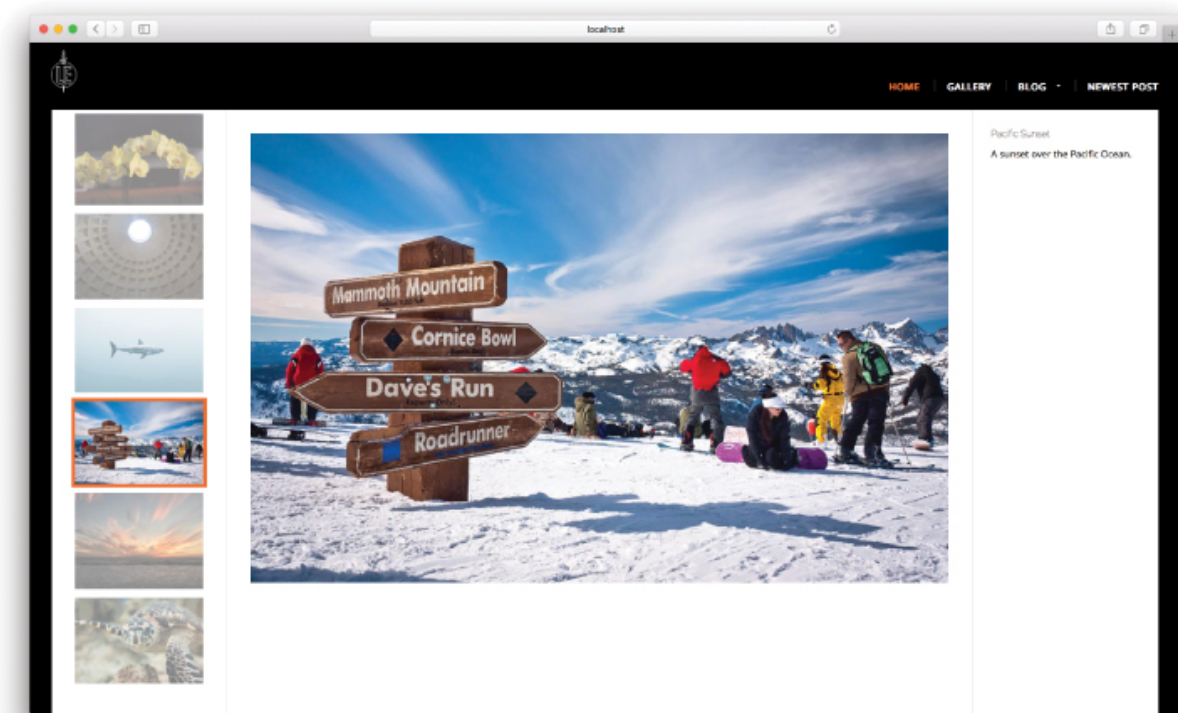 localhost
HOME
GALLERY
BLOG
NEWEST POST
Pacific Sunset
A sunset over the Pacific Ocean.
Mammoth Mountain
Cornice Bowl
Dave's Run
Roadrunner